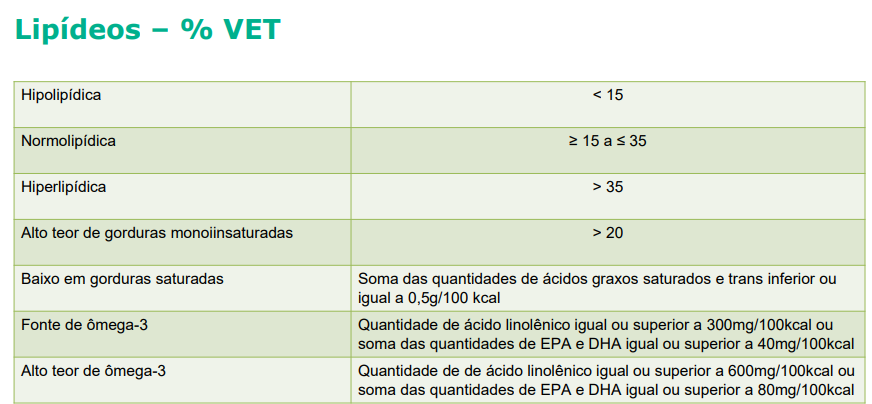 Lipídeos – % VET
Hipolipídica
< 15
Normolipídica
≥ 15 a ≤ 35
Hiperlipídica
> 35
Alto teor de gorduras monoiinsaturadas
> 20
Baixo em gorduras saturadas
Soma das quantidades de ácidos graxos saturados e trans inferior ou
igual a 0,5g/100 kcal
Fonte de ômega-3
Quantidade de ácido linolênico igual ou superior a 300mg/100kcal ou
soma das quantidades de EPA e DHA igual ou superior a 40mg/100kcal
Alto teor de ômega-3
Quantidade de de ácido linolênico igual ou superior a 600mg/100kcal ou
soma das quantidades de EPA e DHA igual ou superior a 80mg/100kcal